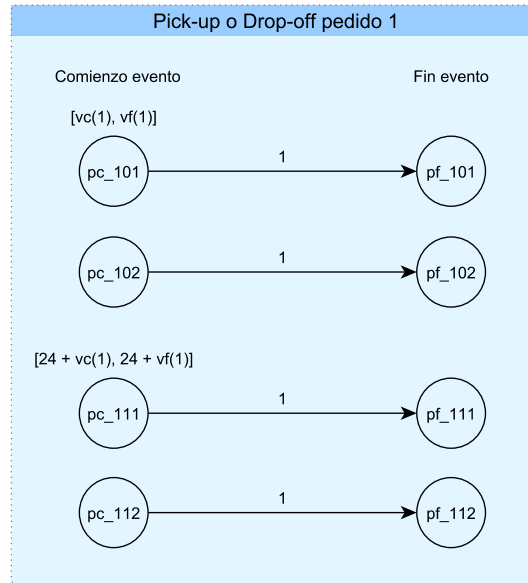 Pick-up o Drop-off pedido 1
Comienzo evento Fin evento
[vc(1), vf(1)]
pc_101 1 pf_101
pc_102 1 pf_102
[24 + vc(1), 24 + vf(1)]
pc_111 1 pf_111
pc_112 1 pf_112